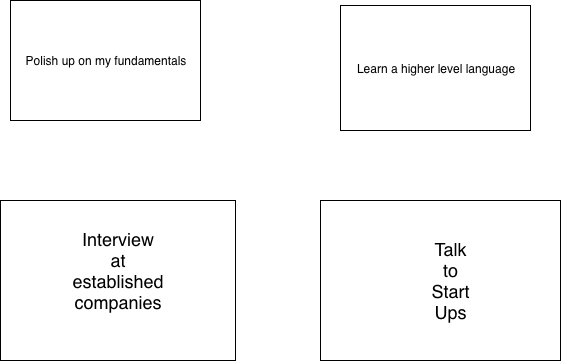 Polish up on my fundamentals
Learn a higher level language
Interview
at
established
companies
Talk
to
Start
Ups